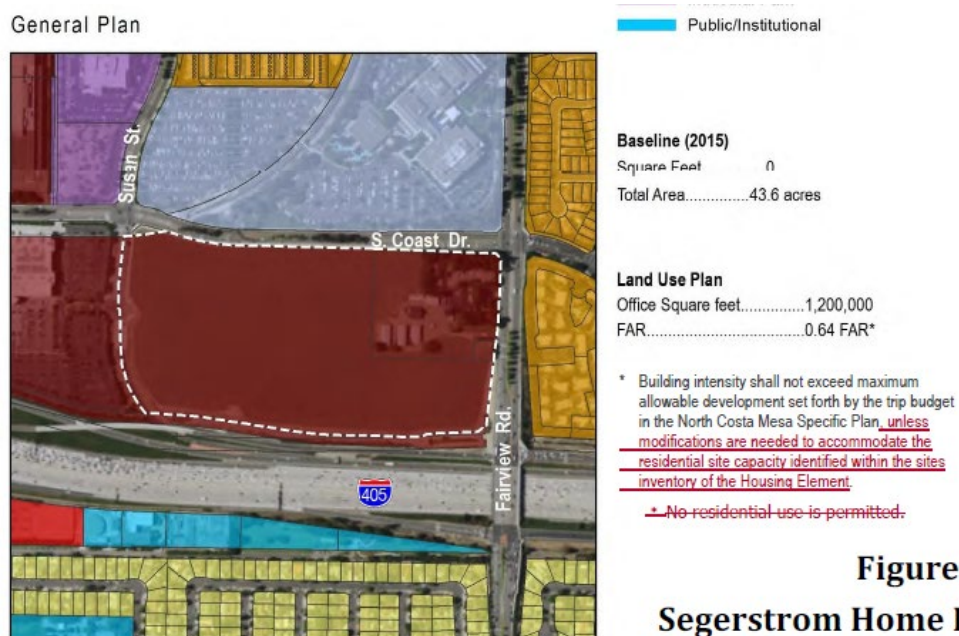 General Plan
Public/Institutional
Susan St.
S. Coast Dr.
Fairview Rd.
405
Baseline (2015)
Square Feet 0
Total Area..............43.6 acres
Land Use Plan
Office Square feet..............1,200,000
FAR....................................0.64 FAR*
* Building intensity shall not exceed maximum
allowable development set forth by the trip budget
in the North Costa Mesa Specific Plan, unless
modifications are needed to accommodate the
residential site capacity identified within the sites
inventory of the Housing Element.
* No residential use is permitted.
Figure
Segerstrom Home